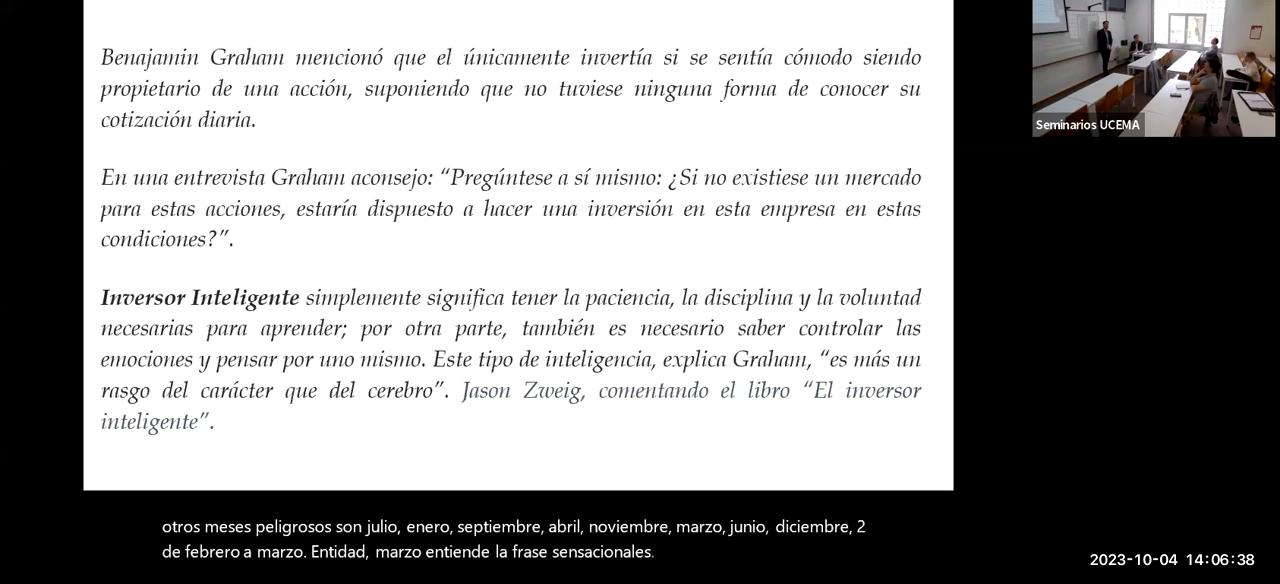 Benajamin Graham mencionó que el únicamente invertía si se sentía cómodo siendo
propietario de una acción, suponiendo que no tuviese ninguna forma de conocer su
cotización diaria.
En una entrevista Graham aconsejo: “Pregúntese a sí mismo: ¿Si no existiese un mercado
para estas acciones, estaría dispuesto a hacer una inversión en esta empresa en estas
condiciones?”.
Inversor Inteligente simplemente significa tener la paciencia, la disciplina y la voluntad
necesarias para aprender; por otra parte, también es necesario saber controlar las
emociones y pensar por uno mismo. Este tipo de inteligencia, explica Graham, “es más un
rasgo del carácter que del cerebro”. Jason Zweig, comentando el libro “El inversor
inteligente”.
Seminarios UCEMA
otros meses peligrosos son julio, enero, septiembre, abril, noviembre, marzo, junio, diciembre, 2
de febrero a marzo. Entidad, marzo entiende la frase sensacionales.
2023-10-04 14:06:38